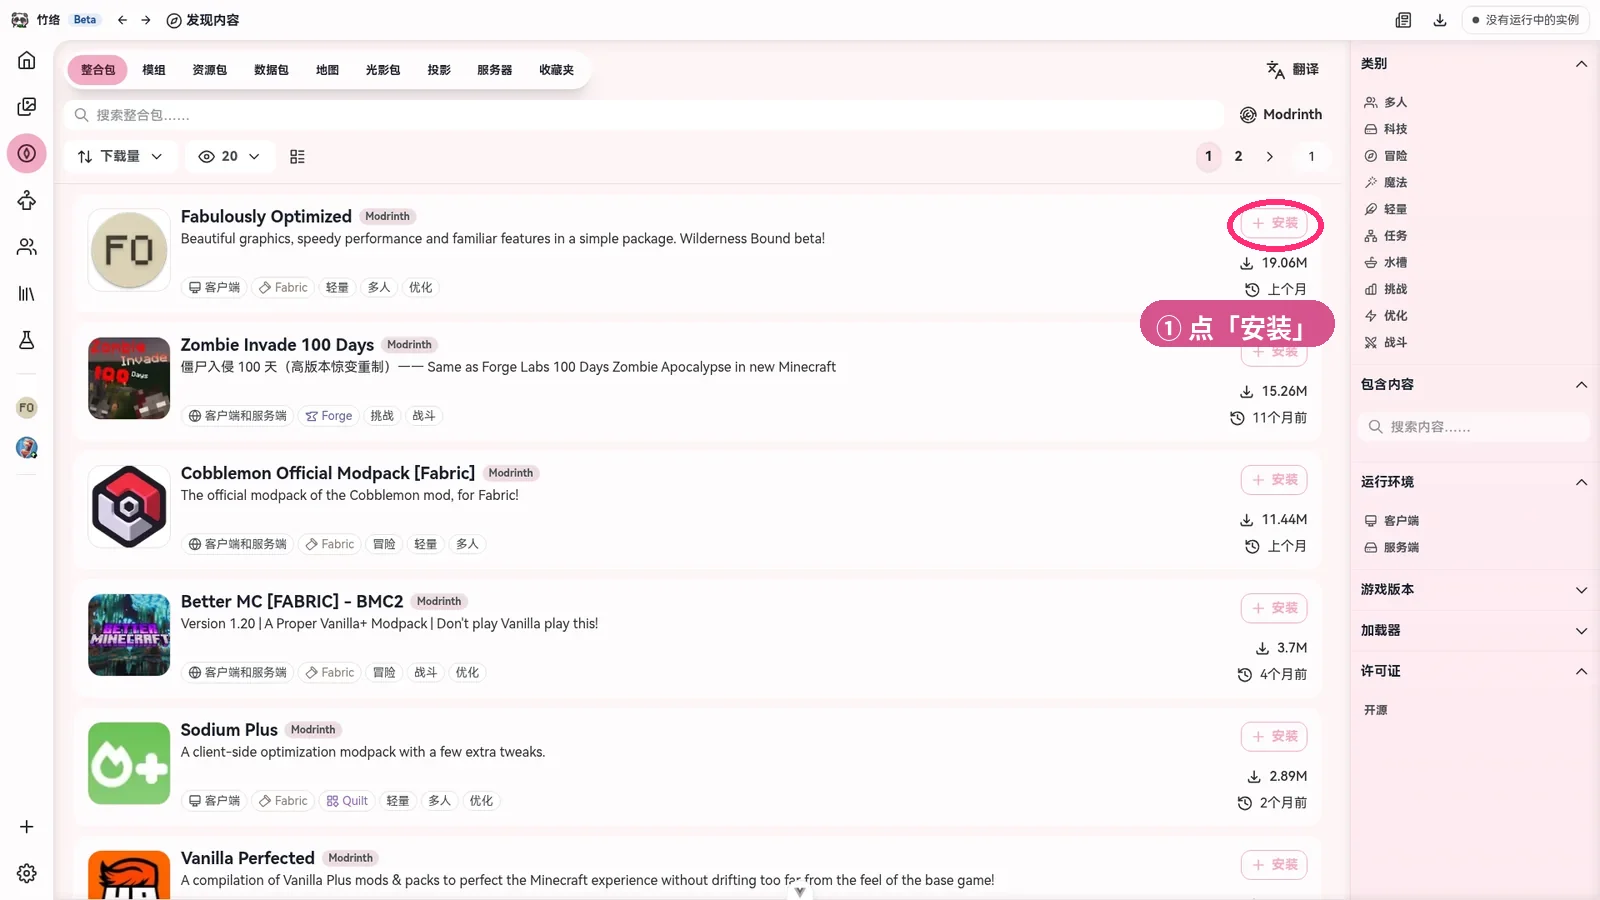 竹络 Beta 发现内容 没有运行中的实例
整合包 模组 资源包 数据包 地图 光影包 投影 服务器 收藏夹 翻译
搜索整合包…… Modrinth
下载量 20 1 2 1
FO
Fabulously Optimized Modrinth
Beautiful graphics, speedy performance and familiar features in a simple package. Wilderness Bound beta!
客户端 Fabric 轻量 多人 优化
安装
19.06M
上个月
① 点「安装」
Zombie Invade 100 Days
Zombie Invade 100 Days Modrinth
僵尸入侵 100 天（高版本惊变重制）—— Same as Forge Labs 100 Days Zombie Apocalypse in new Minecraft
客户端和服务端 Forge 挑战 战斗
安装
15.26M
11个月前
Cobblemon Official Modpack [Fabric] Modrinth
The official modpack of the Cobblemon mod, for Fabric!
客户端和服务端 Fabric 冒险 轻量 多人
安装
11.44M
上个月
BETTER MINECRAFT
Better MC [FABRIC] - BMC2 Modrinth
Version 1.20 | A Proper Vanilla+ Modpack | Don't play Vanilla play this!
客户端和服务端 Fabric 冒险 战斗 优化
安装
3.7M
4个月前
Sodium Plus Modrinth
A client-side optimization modpack with a few extra tweaks.
客户端 Fabric Quilt 轻量 多人 优化
安装
2.89M
2个月前
Vanilla Perfected Modrinth
A compilation of Vanilla Plus mods & packs to perfect the Minecraft experience without drifting too far from the feel of the base game!
安装
FO
类别
多人
科技
冒险
魔法
轻量
任务
水槽
挑战
优化
战斗
包含内容
搜索内容……
运行环境
客户端
服务端
游戏版本
加载器
许可证
开源